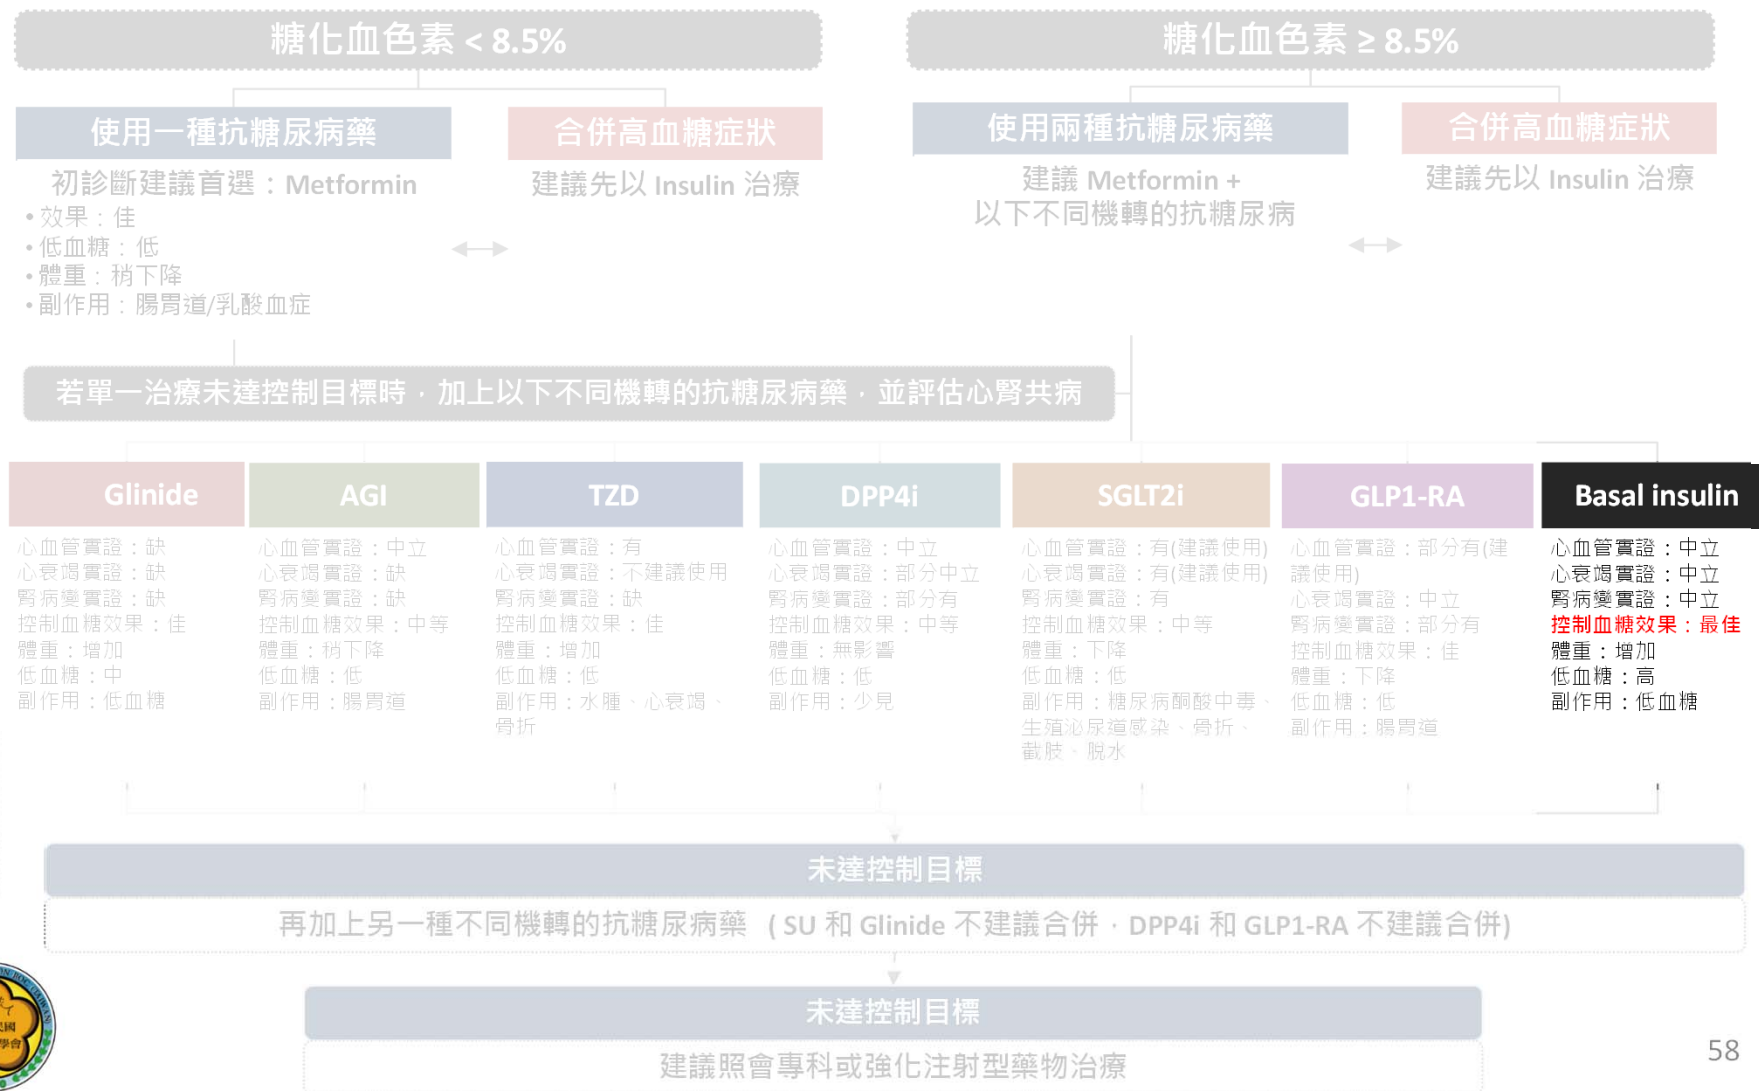 糖化血色素 < 8.5%
使用一種抗糖尿病藥
初診斷建議首選：Metformin
• 效果：佳
• 低血糖：低
• 體重：稍下降
• 副作用：腸胃道/乳酸血症
合併高血糖症狀
建議先以 Insulin 治療
糖化血色素 ≥ 8.5%
使用兩種抗糖尿病藥
建議 Metformin +
以下不同機轉的抗糖尿病
合併高血糖症狀
建議先以 Insulin 治療
若單一治療未達控制目標時，加上以下不同機轉的抗糖尿病藥，並評估心腎共病
Glinide
心血管實證：缺
心衰竭實證：缺
腎病變實證：缺
控制血糖效果：佳
體重：增加
低血糖：中
副作用：低血糖
AGI
心血管實證：中立
心衰竭實證：缺
腎病變實證：缺
控制血糖效果：中等
體重：稍下降
低血糖：低
副作用：腸胃道
TZD
心血管實證：有
心衰竭實證：不建議使用
腎病變實證：缺
控制血糖效果：佳
體重：增加
低血糖：低
副作用：水腫、心衰竭、
骨折
DPP4i
心血管實證：中立
心衰竭實證：部分中立
腎病變實證：部分有
控制血糖效果：中等
體重：無影響
低血糖：低
副作用：少見
SGLT2i
心血管實證：有(建議使用)
心衰竭實證：有(建議使用)
腎病變實證：有
控制血糖效果：中等
體重：下降
低血糖：低
副作用：糖尿病酮酸中毒、
生殖泌尿道感染、骨折、
截肢、脫水
GLP1-RA
心血管實證：部分有(建
議使用)
心衰竭實證：中立
腎病變實證：部分有
控制血糖效果：佳
體重：下降
低血糖：低
副作用：腸胃道
Basal insulin
心血管實證：中立
心衰竭實證：中立
腎病變實證：中立
控制血糖效果：最佳
體重：增加
低血糖：高
副作用：低血糖
未達控制目標
再加上另一種不同機轉的抗糖尿病藥 ( SU 和 Glinide 不建議合併，DPP4i 和 GLP1-RA 不建議合併)
未達控制目標
建議照會專科或強化注射型藥物治療
58